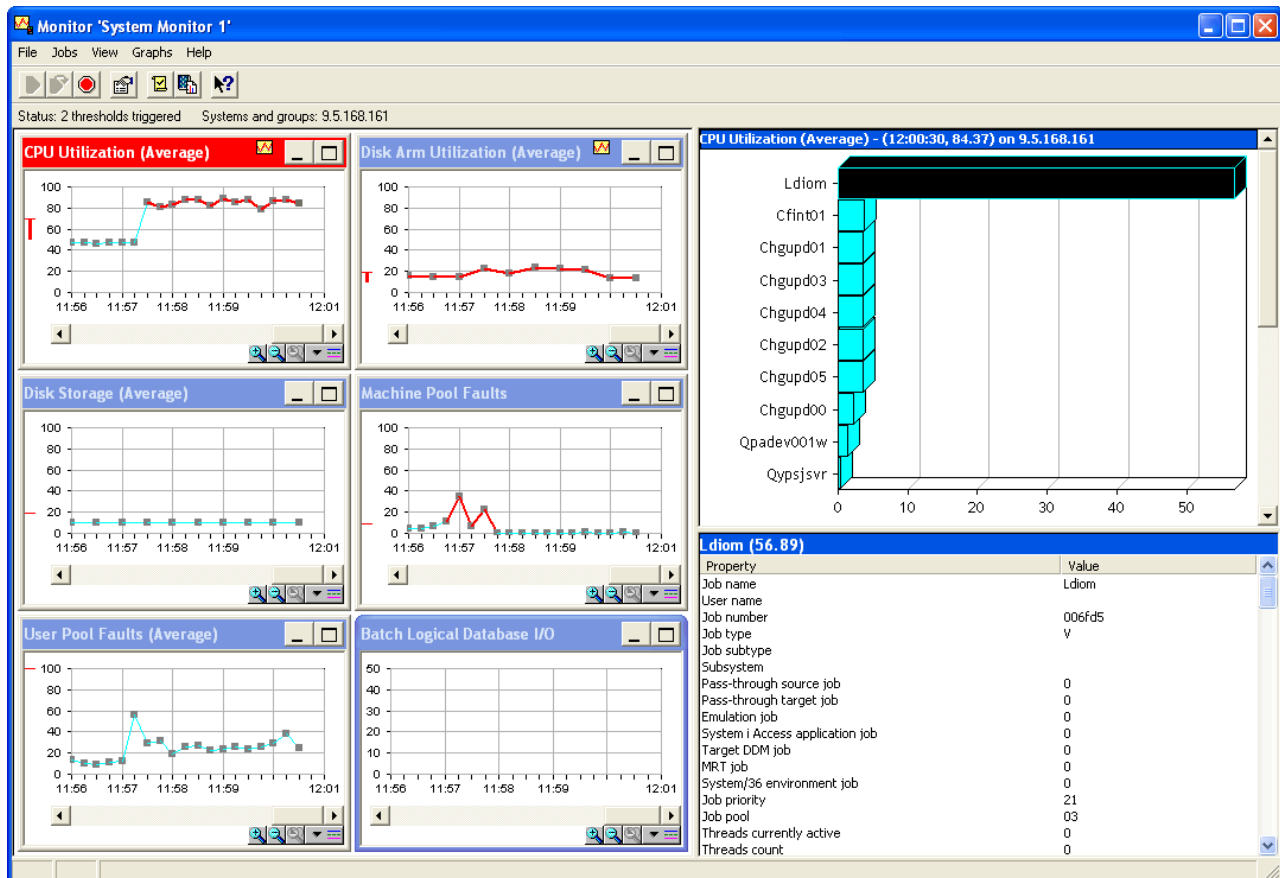 Monitor 'System Monitor 1'
File Jobs View Graphs Help
Status: 2 thresholds triggered Systems and groups: 9.5.168.161
CPU Utilization (Average)
100
80
60
40
20
0
11:56 11:57 11:58 11:59 12:01
Disk Arm Utilization (Average)
100
80
60
40
20
0
11:56 11:57 11:58 11:59 12:01
Disk Storage (Average)
100
80
60
40
20
0
11:56 11:57 11:58 11:59 12:01
Machine Pool Faults
100
80
60
40
20
0
11:56 11:57 11:58 11:59 12:01
User Pool Faults (Average)
100
80
60
40
20
0
11:56 11:57 11:58 11:59 12:01
Batch Logical Database I/O
50
40
30
20
10
0
11:56 11:57 11:58 11:59 12:01
CPU Utilization (Average) - (12:00:30, 84.37) on 9.5.168.161
Ldiom
Cfint01
Chgupd01
Chgupd03
Chgupd04
Chgupd02
Chgupd05
Chgupd00
Qpadev001w
Qypsjsvr
0 10 20 30 40 50
Ldiom (56.89)
Property Value
Job name Ldiom
User name
Job number 006fd5
Job type V
Job subtype
Subsystem
Pass-through source job 0
Pass-through target job 0
Emulation job 0
System i Access application job 0
Target DDM job 0
MRT job 0
System/36 environment job 0
Job priority 21
Job pool 03
Threads currently active 0
Threads count 0